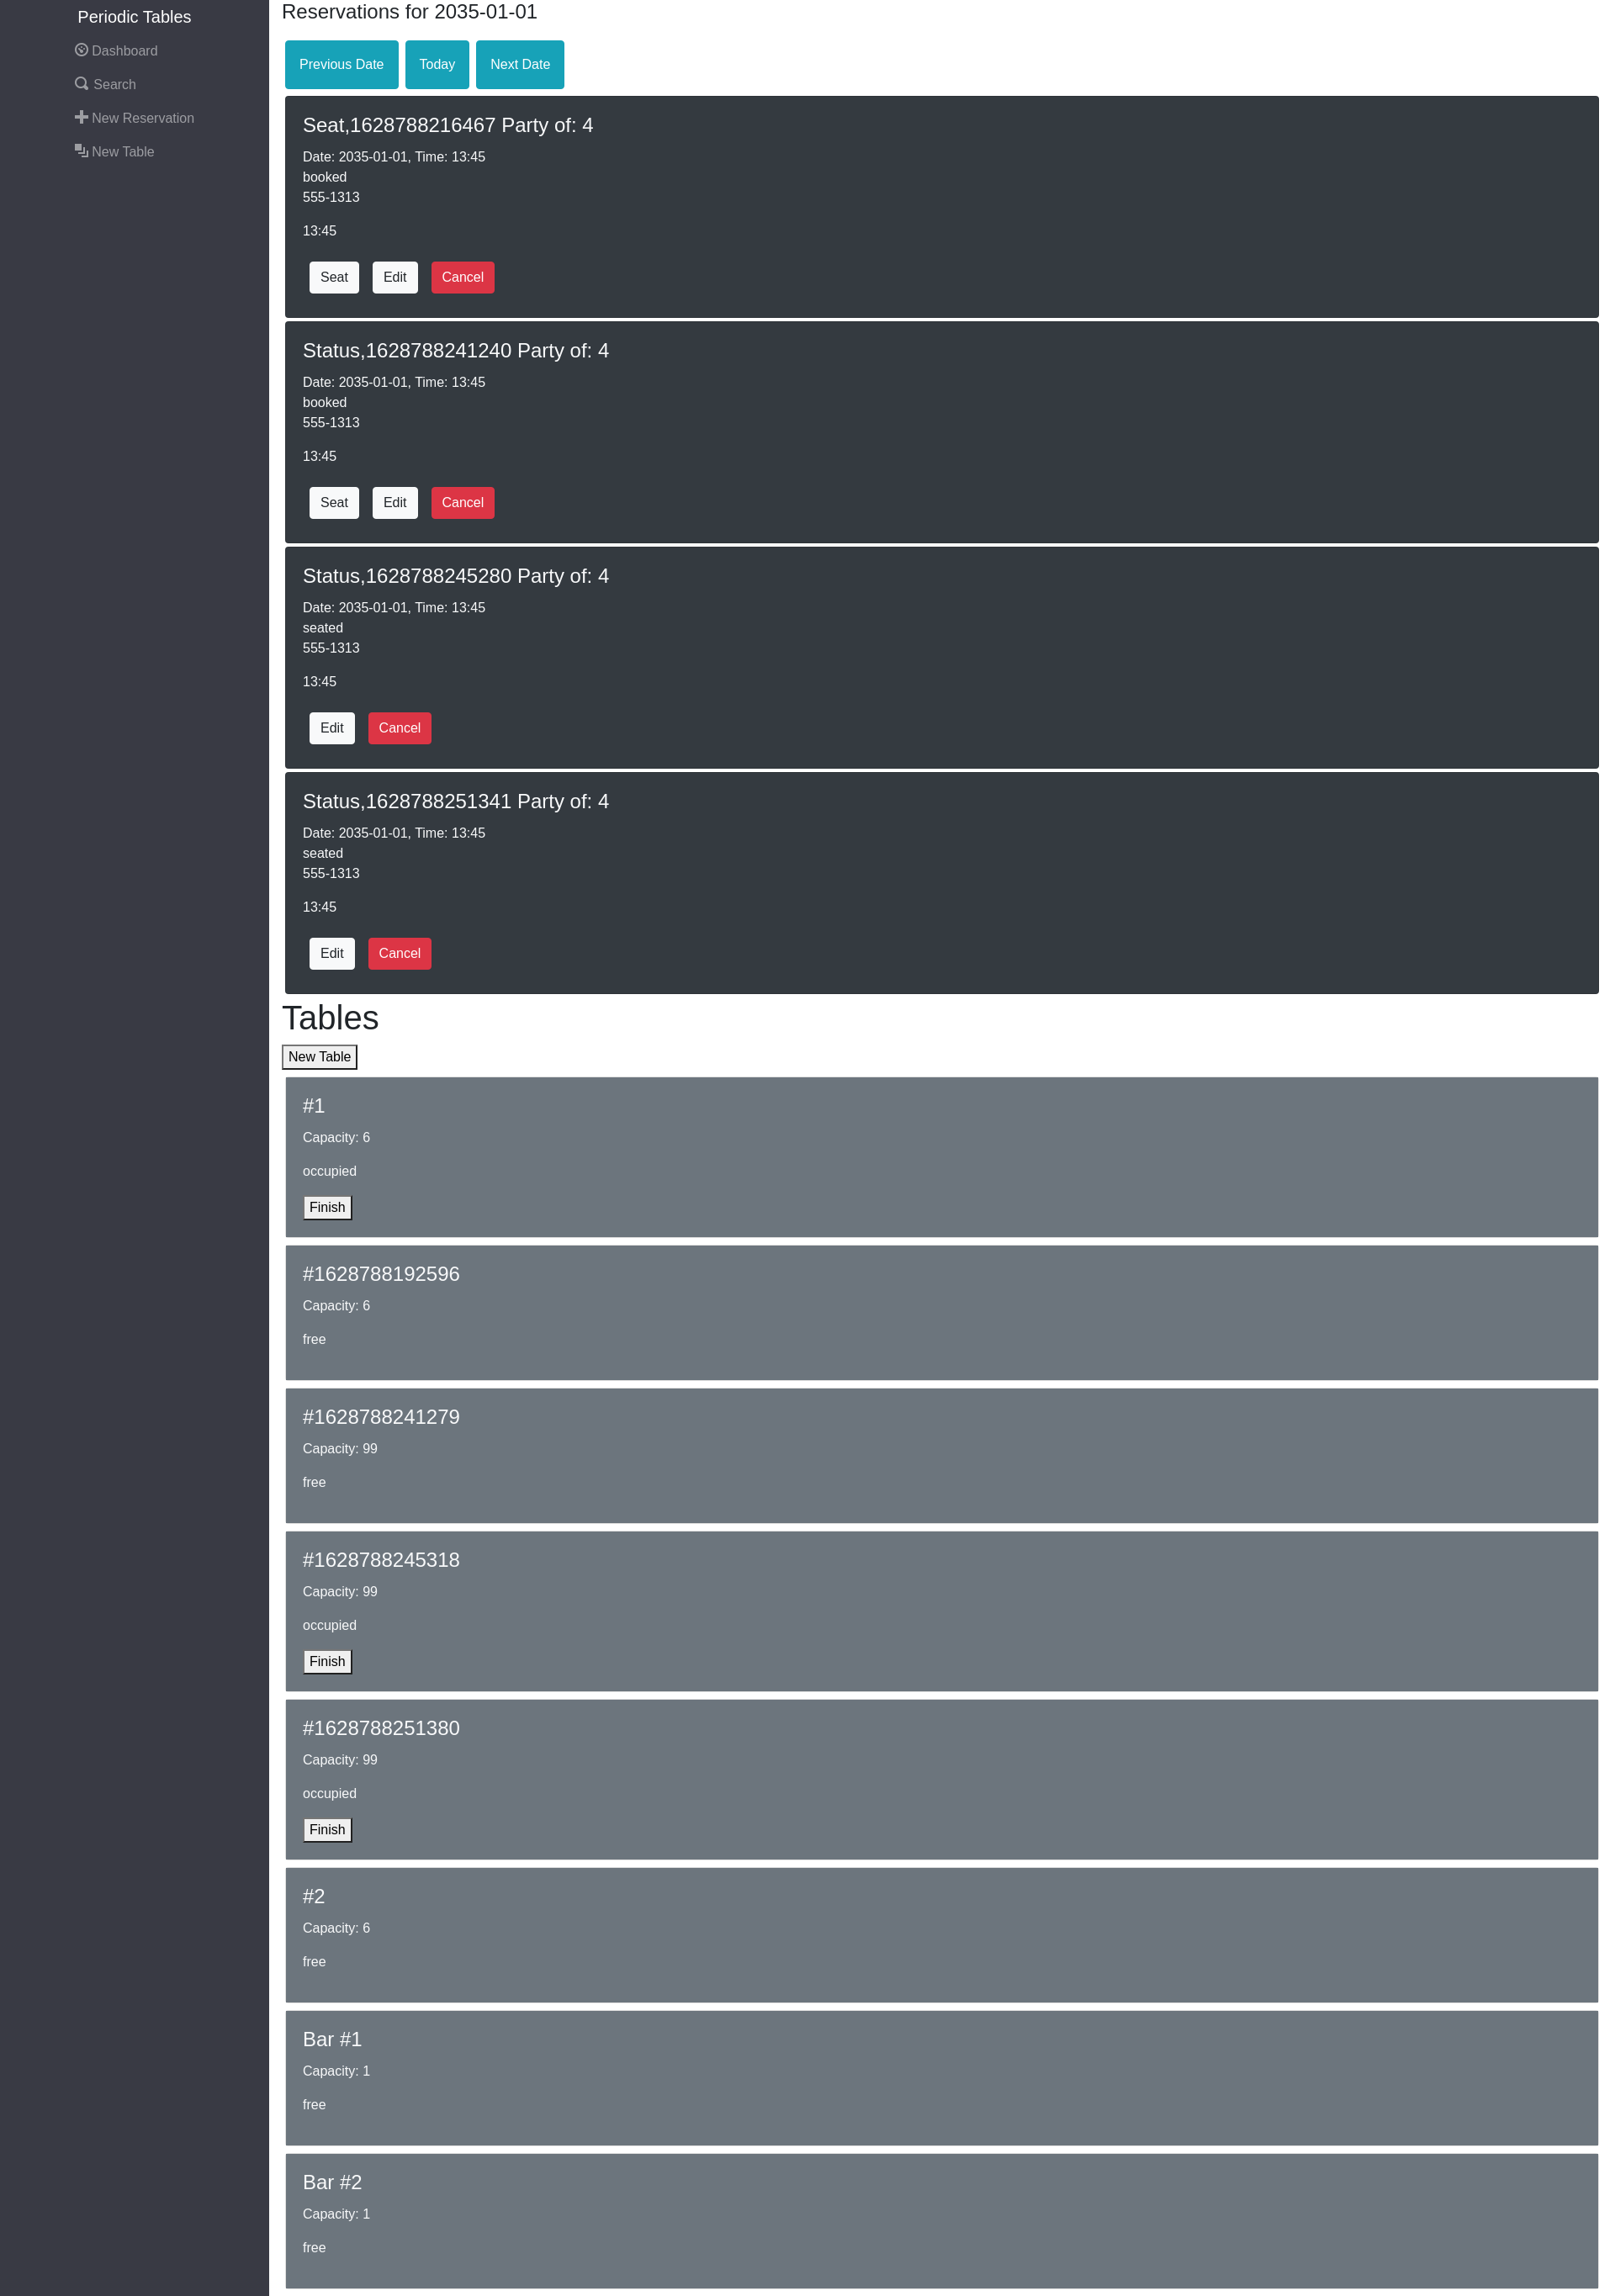 Periodic Tables
Dashboard
Search
New Reservation
New Table
Reservations for 2035-01-01
Previous Date Today Next Date
Seat,1628788216467 Party of: 4
Date: 2035-01-01, Time: 13:45
booked
555-1313
13:45
Seat Edit Cancel
Status,1628788241240 Party of: 4
Date: 2035-01-01, Time: 13:45
booked
555-1313
13:45
Seat Edit Cancel
Status,1628788245280 Party of: 4
Date: 2035-01-01, Time: 13:45
seated
555-1313
13:45
Edit Cancel
Status,1628788251341 Party of: 4
Date: 2035-01-01, Time: 13:45
seated
555-1313
13:45
Edit Cancel
Tables
New Table
#1
Capacity: 6
occupied
Finish
#1628788192596
Capacity: 6
free
#1628788241279
Capacity: 99
free
#1628788245318
Capacity: 99
occupied
Finish
#1628788251380
Capacity: 99
occupied
Finish
#2
Capacity: 6
free
Bar #1
Capacity: 1
free
Bar #2
Capacity: 1
free